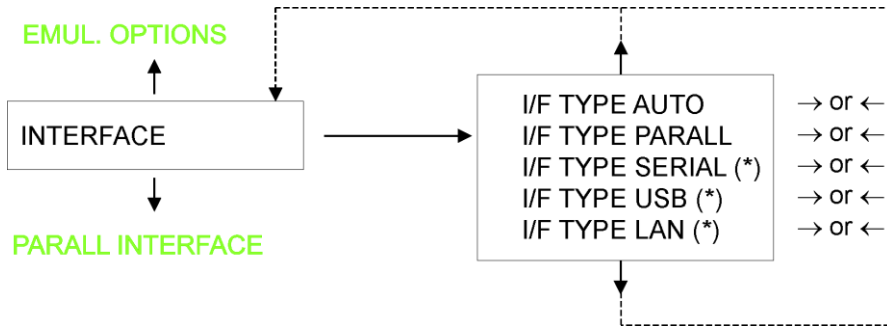 EMUL. OPTIONS
INTERFACE
PARALL INTERFACE
I/F TYPE AUTO → or ←
I/F TYPE PARALL → or ←
I/F TYPE SERIAL (*) → or ←
I/F TYPE USB (*) → or ←
I/F TYPE LAN (*) → or ←